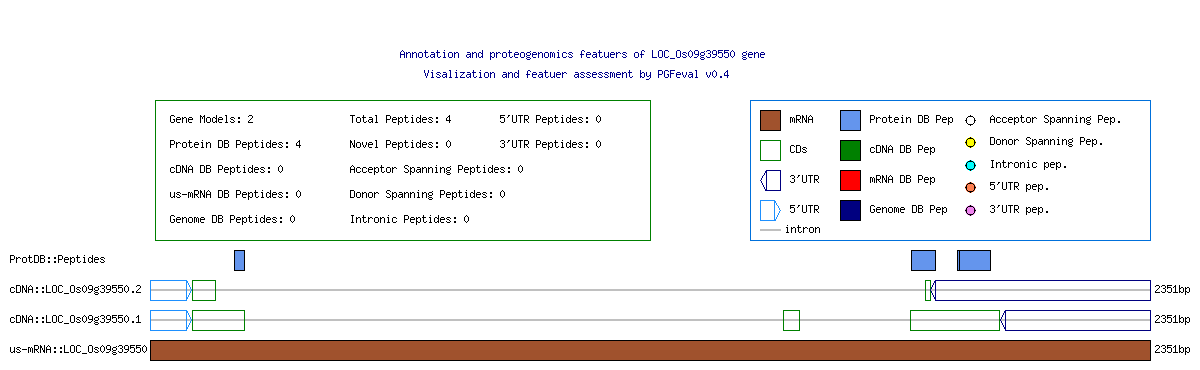 Annotation and proteogenomics featuers of LOC_Os09g39550 gene
Visalization and featuer assessment by PGFeval v0.4
Gene Models: 2 Total Peptides: 4 5'UTR Peptides: 0
Protein DB Peptides: 4 Novel Peptides: 0 3'UTR Peptides: 0
cDNA DB Peptides: 0 Acceptor Spanning Peptides: 0
us-mRNA DB Peptides: 0 Donor Spanning Peptides: 0
Genome DB Peptides: 0 Intronic Peptides: 0
mRNA Protein DB Pep Acceptor Spanning Pep.
CDs cDNA DB Pep Donor Spanning Pep.
3'UTR mRNA DB Pep Intronic pep.
5'UTR Genome DB Pep 5'UTR pep.
intron 3'UTR pep.
ProtDB::Peptides
cDNA::LOC_Os09g39550.2 2351bp
cDNA::LOC_Os09g39550.1 2351bp
us-mRNA::LOC_Os09g39550 2351bp